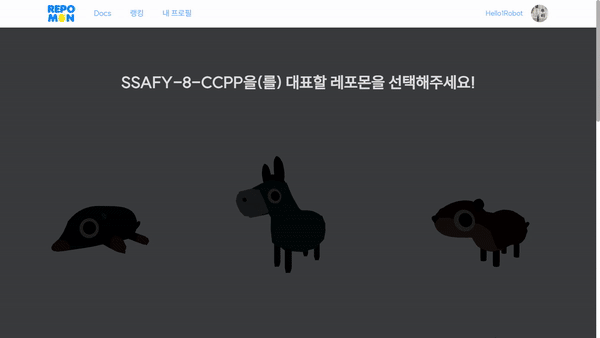 REPO
MON
Docs
랭킹
내 프로필
Hello!Robot
SSAFY-8-CCPP을(를) 대표할 레포몬을 선택해주세요!